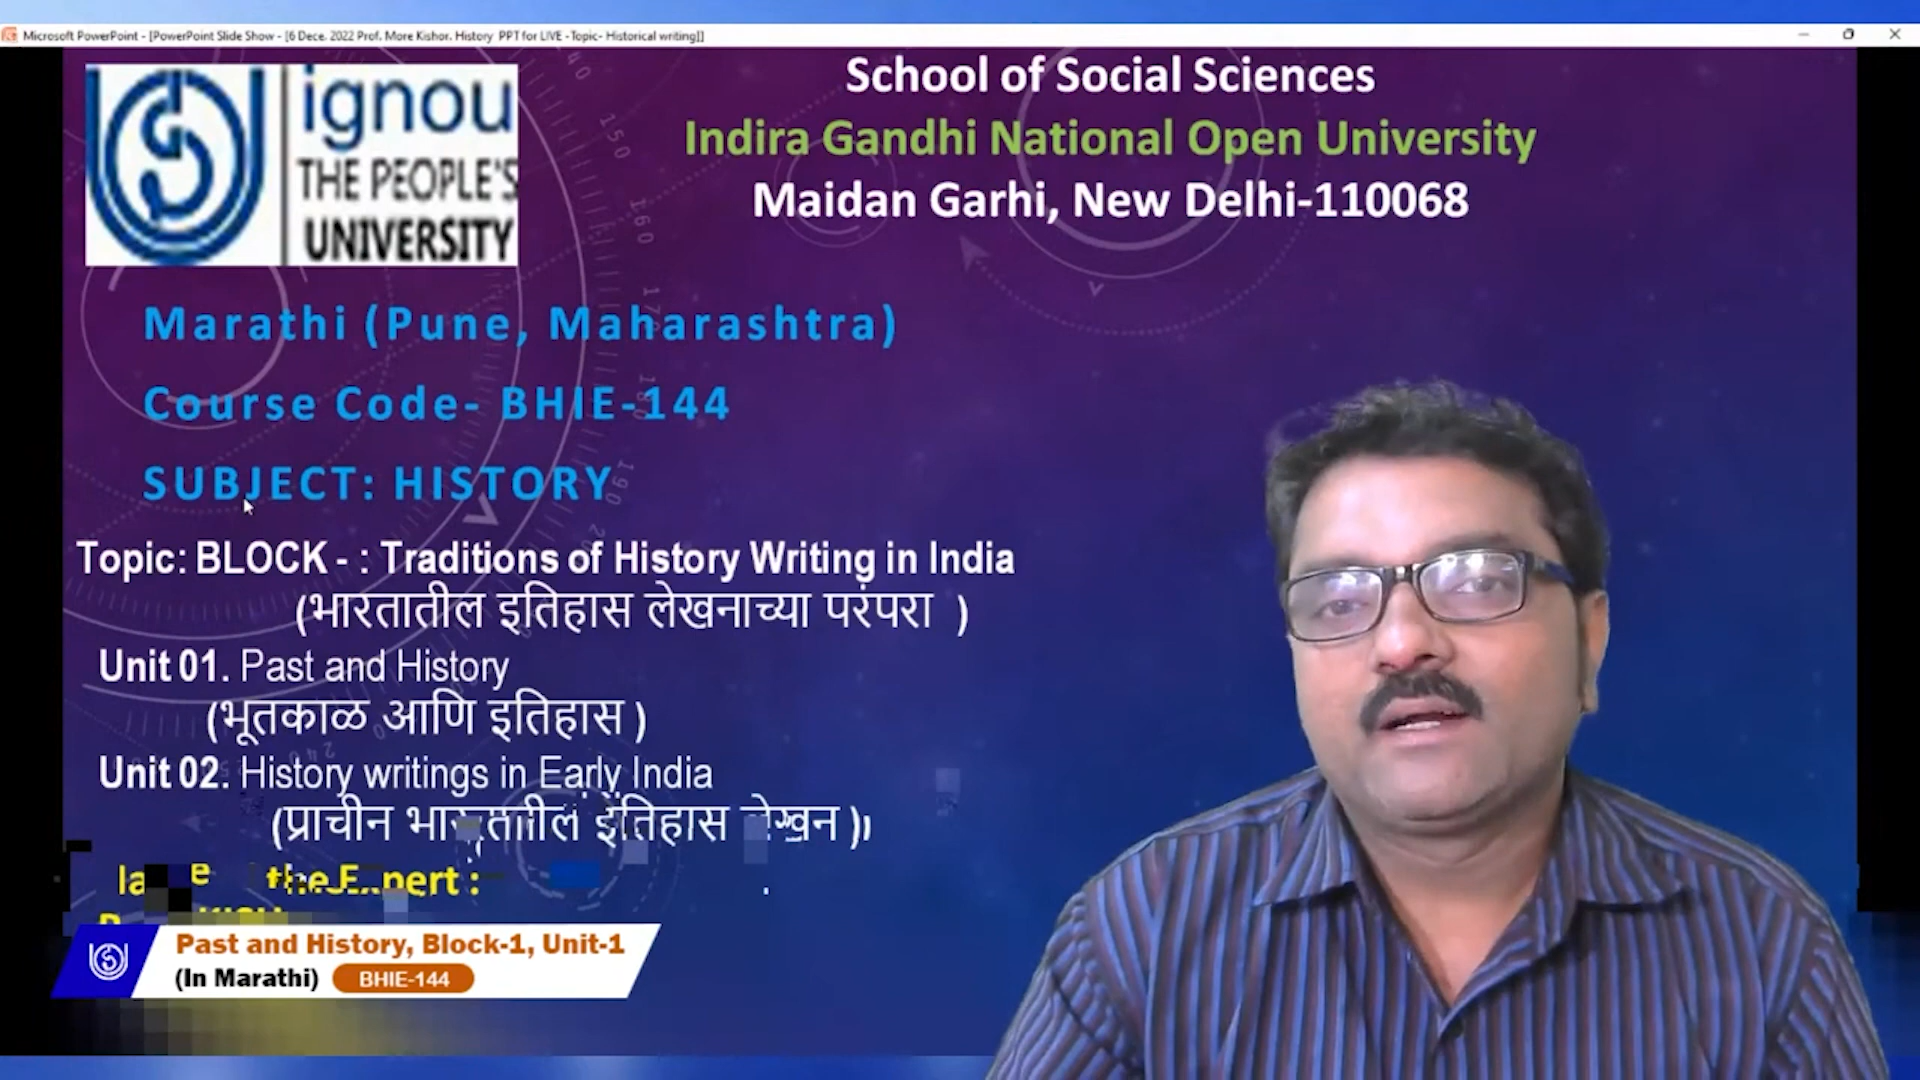 Microsoft PowerPoint - [PowerPoint Slide Show - [6 Dece. 2022 Prof. More Kishor. History PPT for LIVE -Topic- Historical writing]]
ignou
THE PEOPLE'S
UNIVERSITY
School of Social Sciences
Indira Gandhi National Open University
Maidan Garhi, New Delhi-110068
Marathi (Pune, Maharashtra)
Course Code- BHIE-144
SUBJECT: HISTORY
Topic: BLOCK - : Traditions of History Writing in India
(भारतातील इतिहास लेखनाच्या परंपरा )
Unit 01. Past and History
(भूतकाळ आणि इतिहास )
Unit 02. History writings in Early India
(प्राचीन इतिहास
the
Past and History, Block-1, Unit-1
(In Marathi) BHIE-144